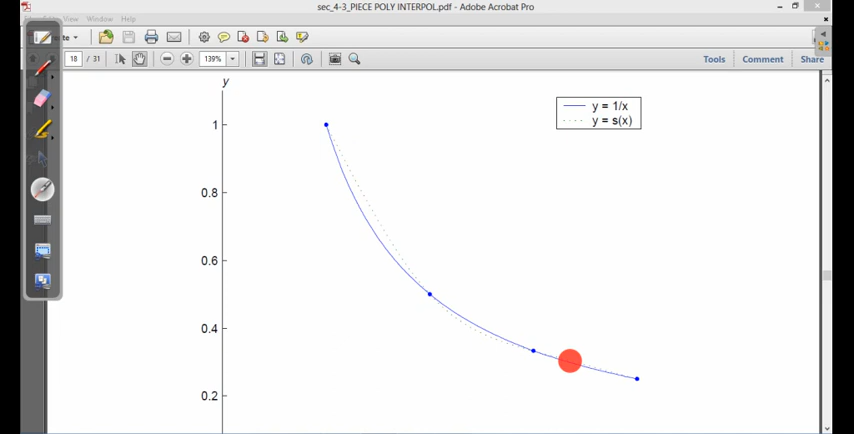 sec_4-3_PIECE POLY INTERPOL.pdf - Adobe Acrobat Pro
View Window Help
18 / 31 139% Tools Comment Share
y
y = 1/x
y = s(x)
1
0.8
0.6
0.4
0.2